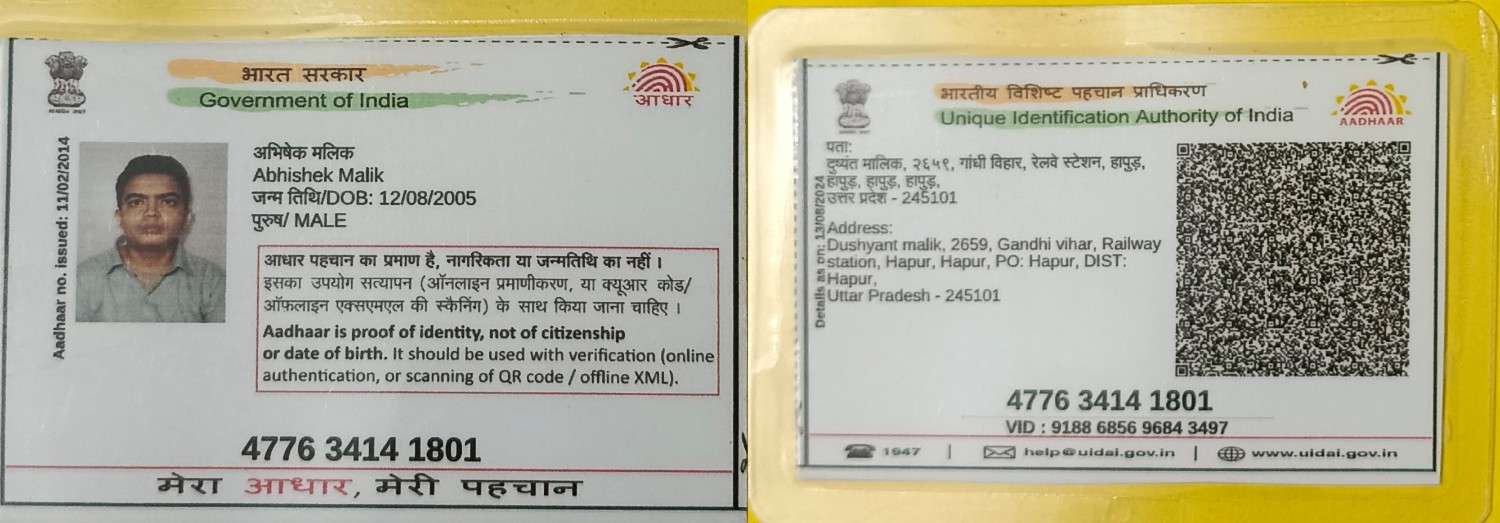 भारत सरकार
Government of India
आधार
Aadhaar no. issued: 11/02/2014
अभिषेक मलिक
Abhishek Malik
जन्म तिथि/DOB: 12/08/2005
पुरुष/ MALE
आधार पहचान का प्रमाण है, नागरिकता या जन्मतिथि का नहीं ।
इसका उपयोग सत्यापन (ऑनलाइन प्रमाणीकरण, या क्यूआर कोड/
ऑफ़लाइन एक्सएमएल की स्कैनिंग) के साथ किया जाना चाहिए ।
Aadhaar is proof of identity, not of citizenship
or date of birth. It should be used with verification (online
authentication, or scanning of QR code / offline XML).
4776 3414 1801
मेरा आधार, मेरी पहचान
भारतीय विशिष्ट पहचान प्राधिकरण
Unique Identification Authority of India
AADHAAR
Details as on: 13/08/2024
पता:
दुष्यंत मालिक, २६५९, गांधी विहार, रेलवे स्टेशन, हापुड़,
हापुड़, हापुड़, हापुड़,
उत्तर प्रदेश - 245101
Address:
Dushyant malik, 2659, Gandhi vihar, Railway
station, Hapur, Hapur, PO: Hapur, DIST:
Hapur,
Uttar Pradesh - 245101
4776 3414 1801
VID : 9188 6856 9684 3497
1947 | help@uidai.gov.in | www.uidai.gov.in